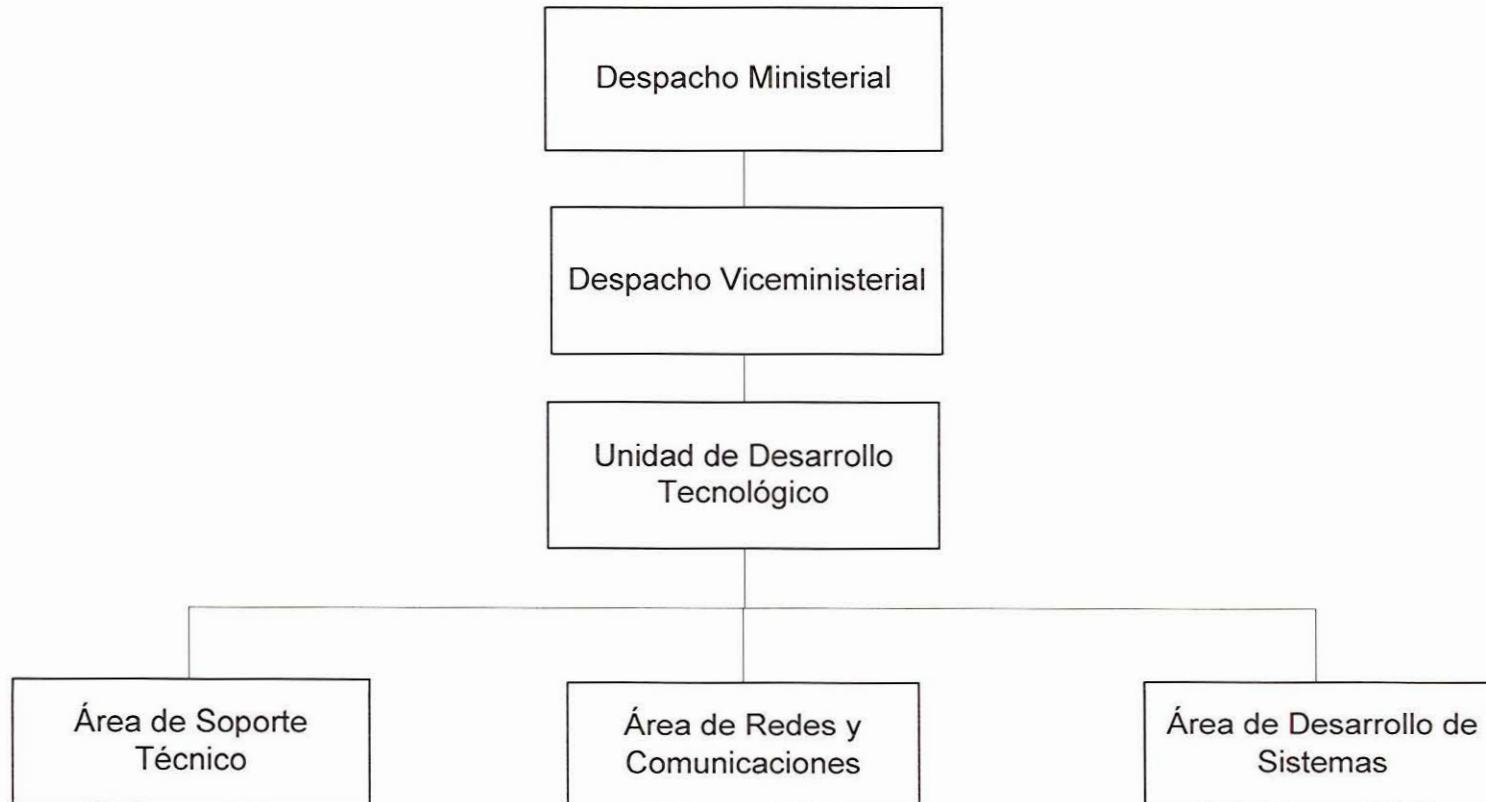 Despacho Ministerial
Despacho Viceministerial
Unidad de Desarrollo
Tecnológico
Área de Soporte
Técnico
Área de Redes y
Comunicaciones
Área de Desarrollo de
Sistemas